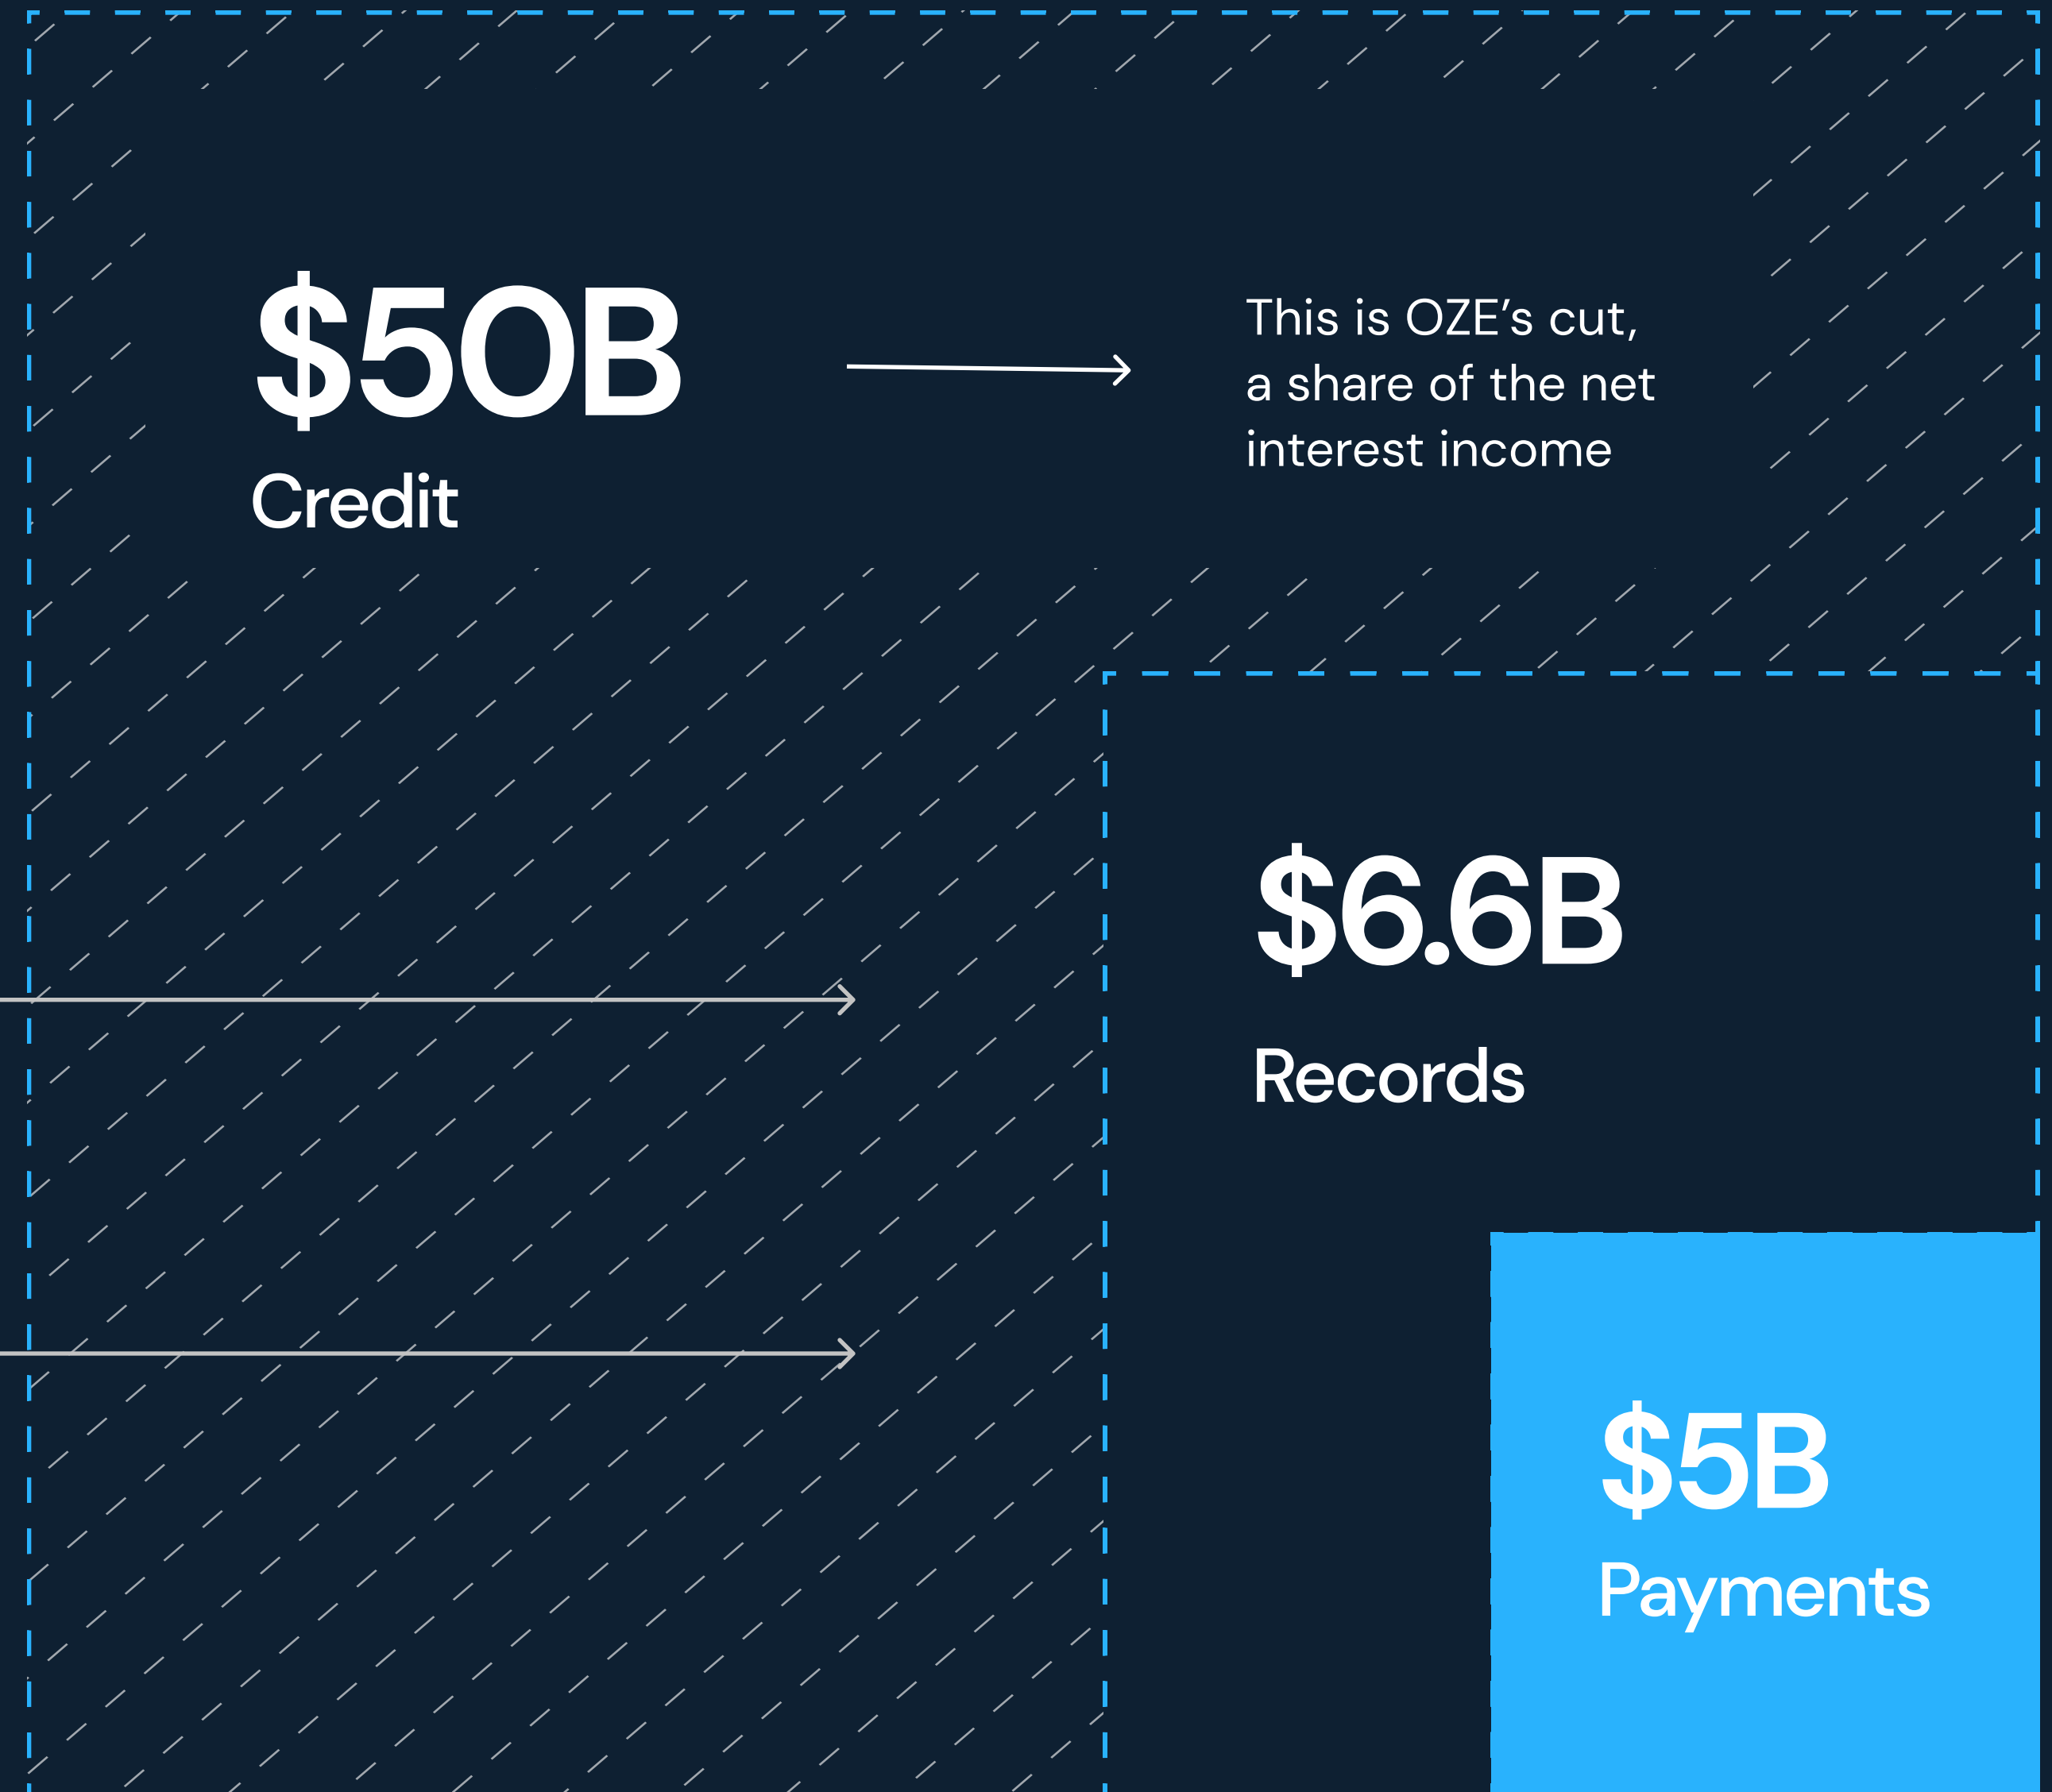 $50B
Credit
This is OZE’s cut,
a share of the net
interest income
$6.6B
Records
$5B
Payments